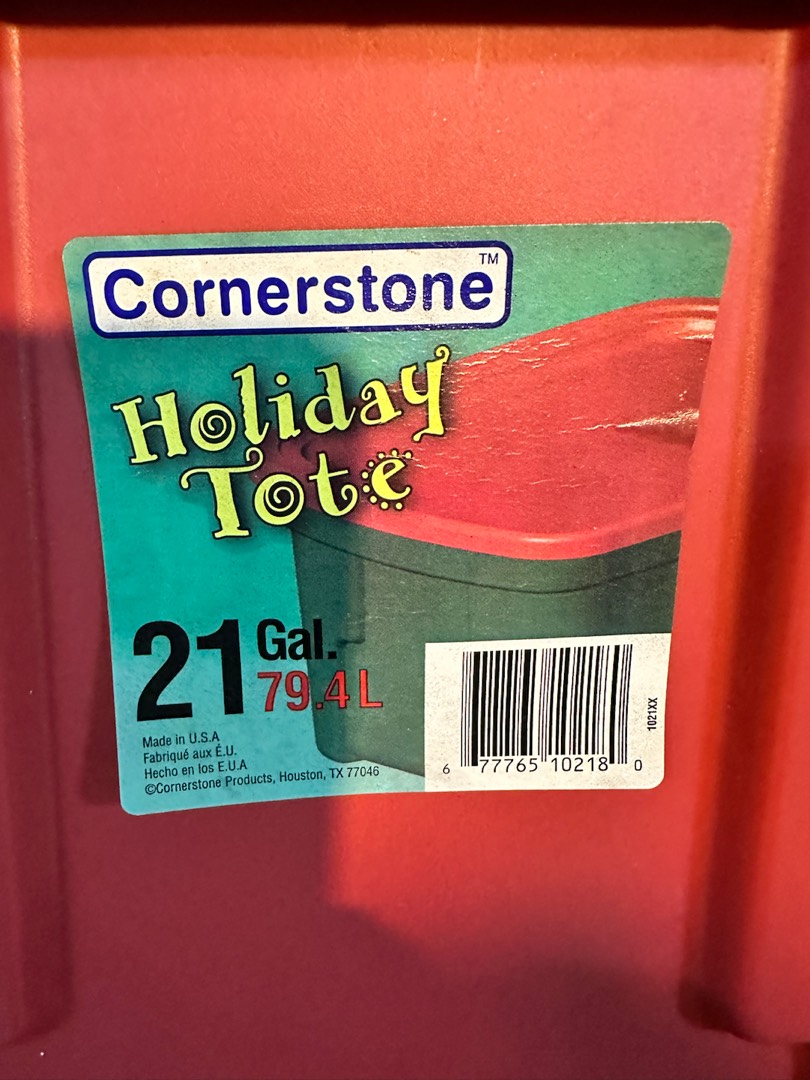 Cornerstone™
Holiday
Tote
21 Gal.
79.4 L
Made in U.S.A
Fabriqué aux É.U.
Hecho en los E.U.A
©Cornerstone Products, Houston, TX 77046
6 77765 10218 0
1021XX